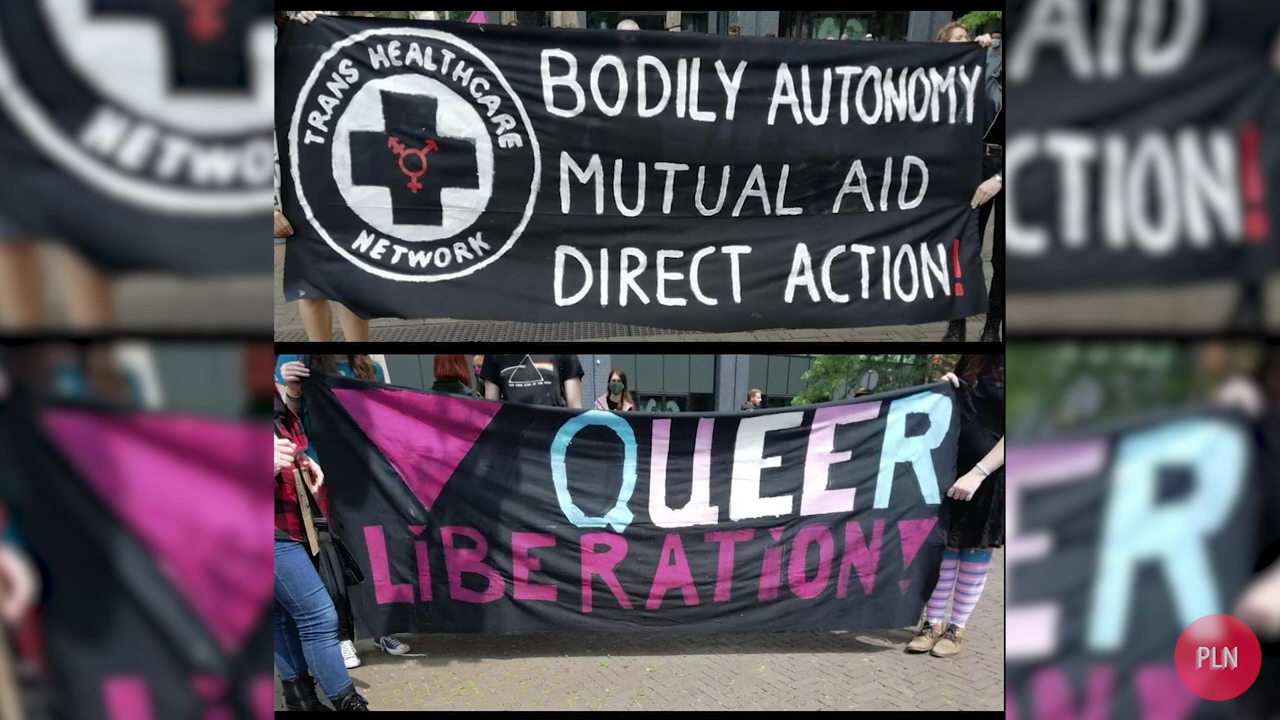 TRANS HEALTHCARE
NETWORK
BODILY AUTONOMY
MUTUAL AID
DIRECT ACTION!
QUEER
LiBERATiON!
PLN